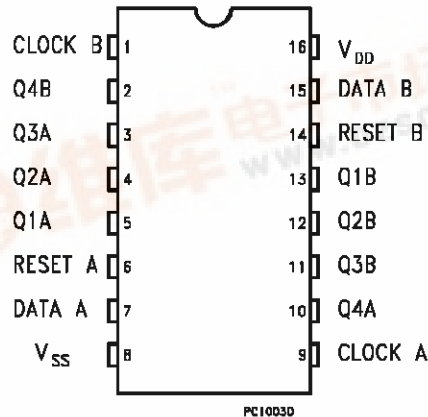 CLOCK B 1 16 VDD
Q4B 2 15 DATA B
Q3A 3 14 RESET B
Q2A 4 13 Q1B
Q1A 5 12 Q2B
RESET A 6 11 Q3B
DATA A 7 10 Q4A
VSS 8 9 CLOCK A
PC10030